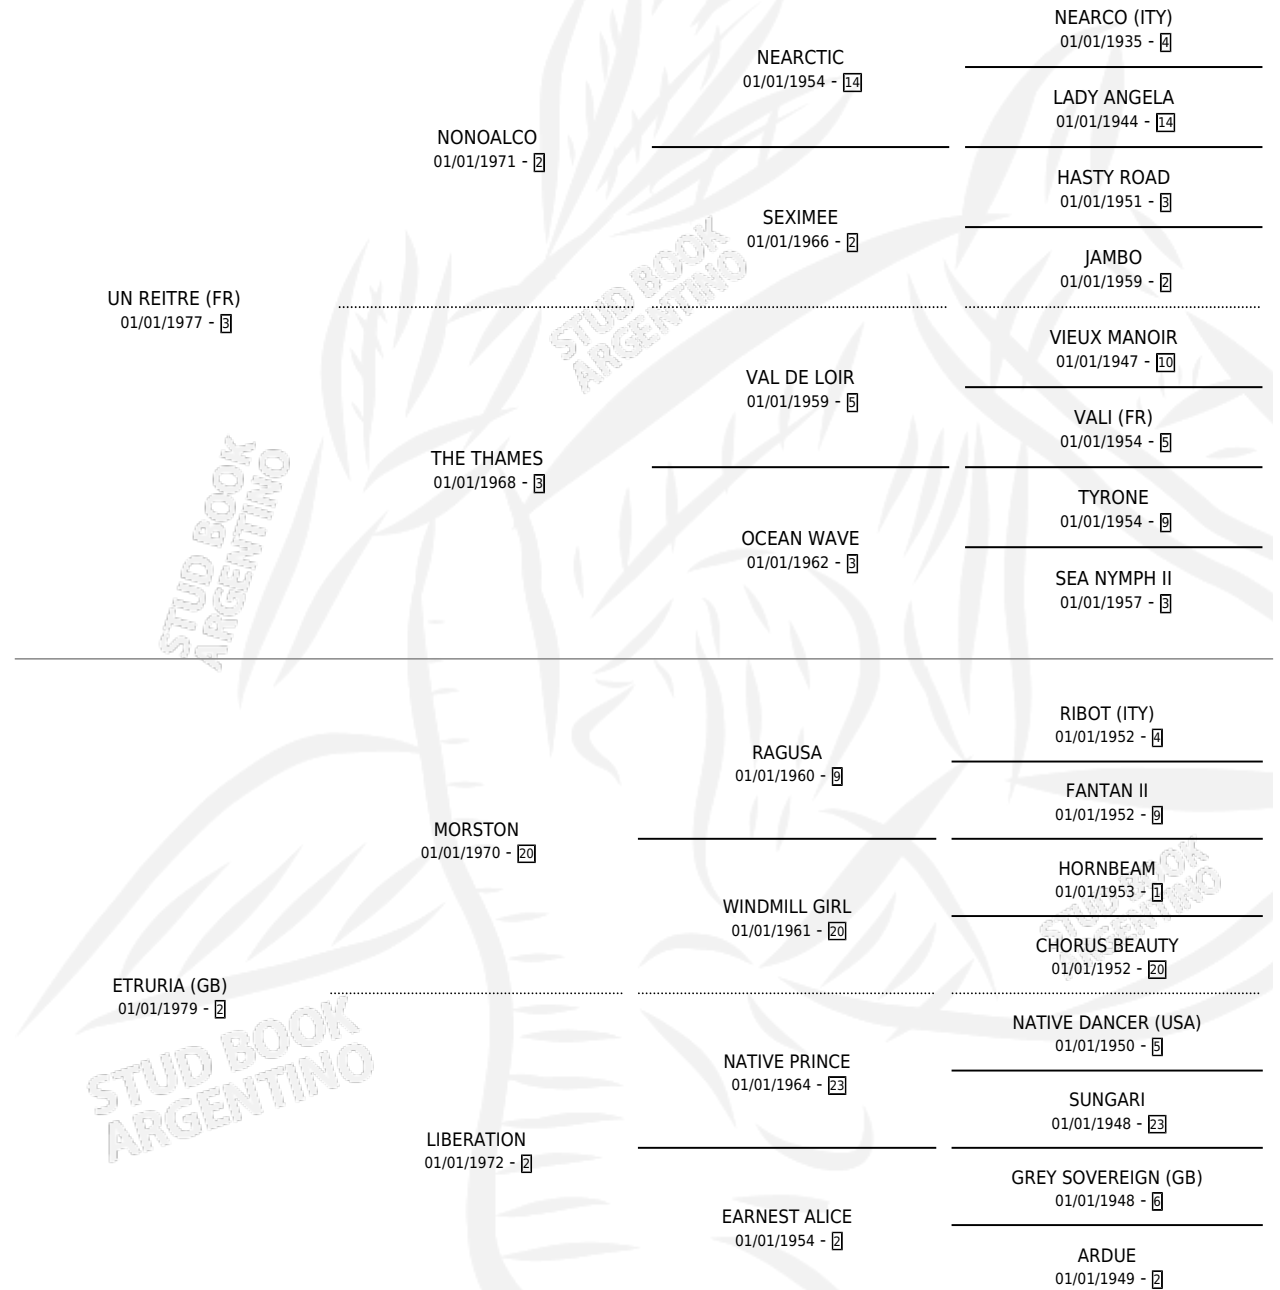 NEARCO (ITY)
01/01/1935 - 4
NEARCTIC
01/01/1954 - 14
LADY ANGELA
01/01/1944 - 14
NONOALCO
01/01/1971 - 2
HASTY ROAD
01/01/1951 - 3
SEXIMEE
01/01/1966 - 2
JAMBO
01/01/1959 - 2
UN REITRE (FR)
01/01/1977 - 3
STUD BOOK
ARGENTINO
VIEUX MANOIR
01/01/1947 - 10
VAL DE LOIR
01/01/1959 - 5
VALI (FR)
01/01/1954 - 5
THE THAMES
01/01/1968 - 3
TYRONE
01/01/1954 - 9
OCEAN WAVE
01/01/1962 - 3
SEA NYMPH II
01/01/1957 - 3
STUD BOOK
ARGENTINO
RIBOT (ITY)
01/01/1952 - 4
RAGUSA
01/01/1960 - 9
FANTAN II
01/01/1952 - 9
MORSTON
01/01/1970 - 20
HORNBEAM
01/01/1953 - 1
WINDMILL GIRL
01/01/1961 - 20
STUD BOOK
ARGENTINO
CHORUS BEAUTY
01/01/1952 - 20
ETRURIA (GB)
01/01/1979 - 2
NATIVE DANCER (USA)
01/01/1950 - 5
NATIVE PRINCE
01/01/1964 - 23
STUD BOOK
ARGENTINO
SUNGARI
01/01/1948 - 23
LIBERATION
01/01/1972 - 2
GREY SOVEREIGN (GB)
01/01/1948 - 6
EARNEST ALICE
01/01/1954 - 2
ARDUE
01/01/1949 - 2